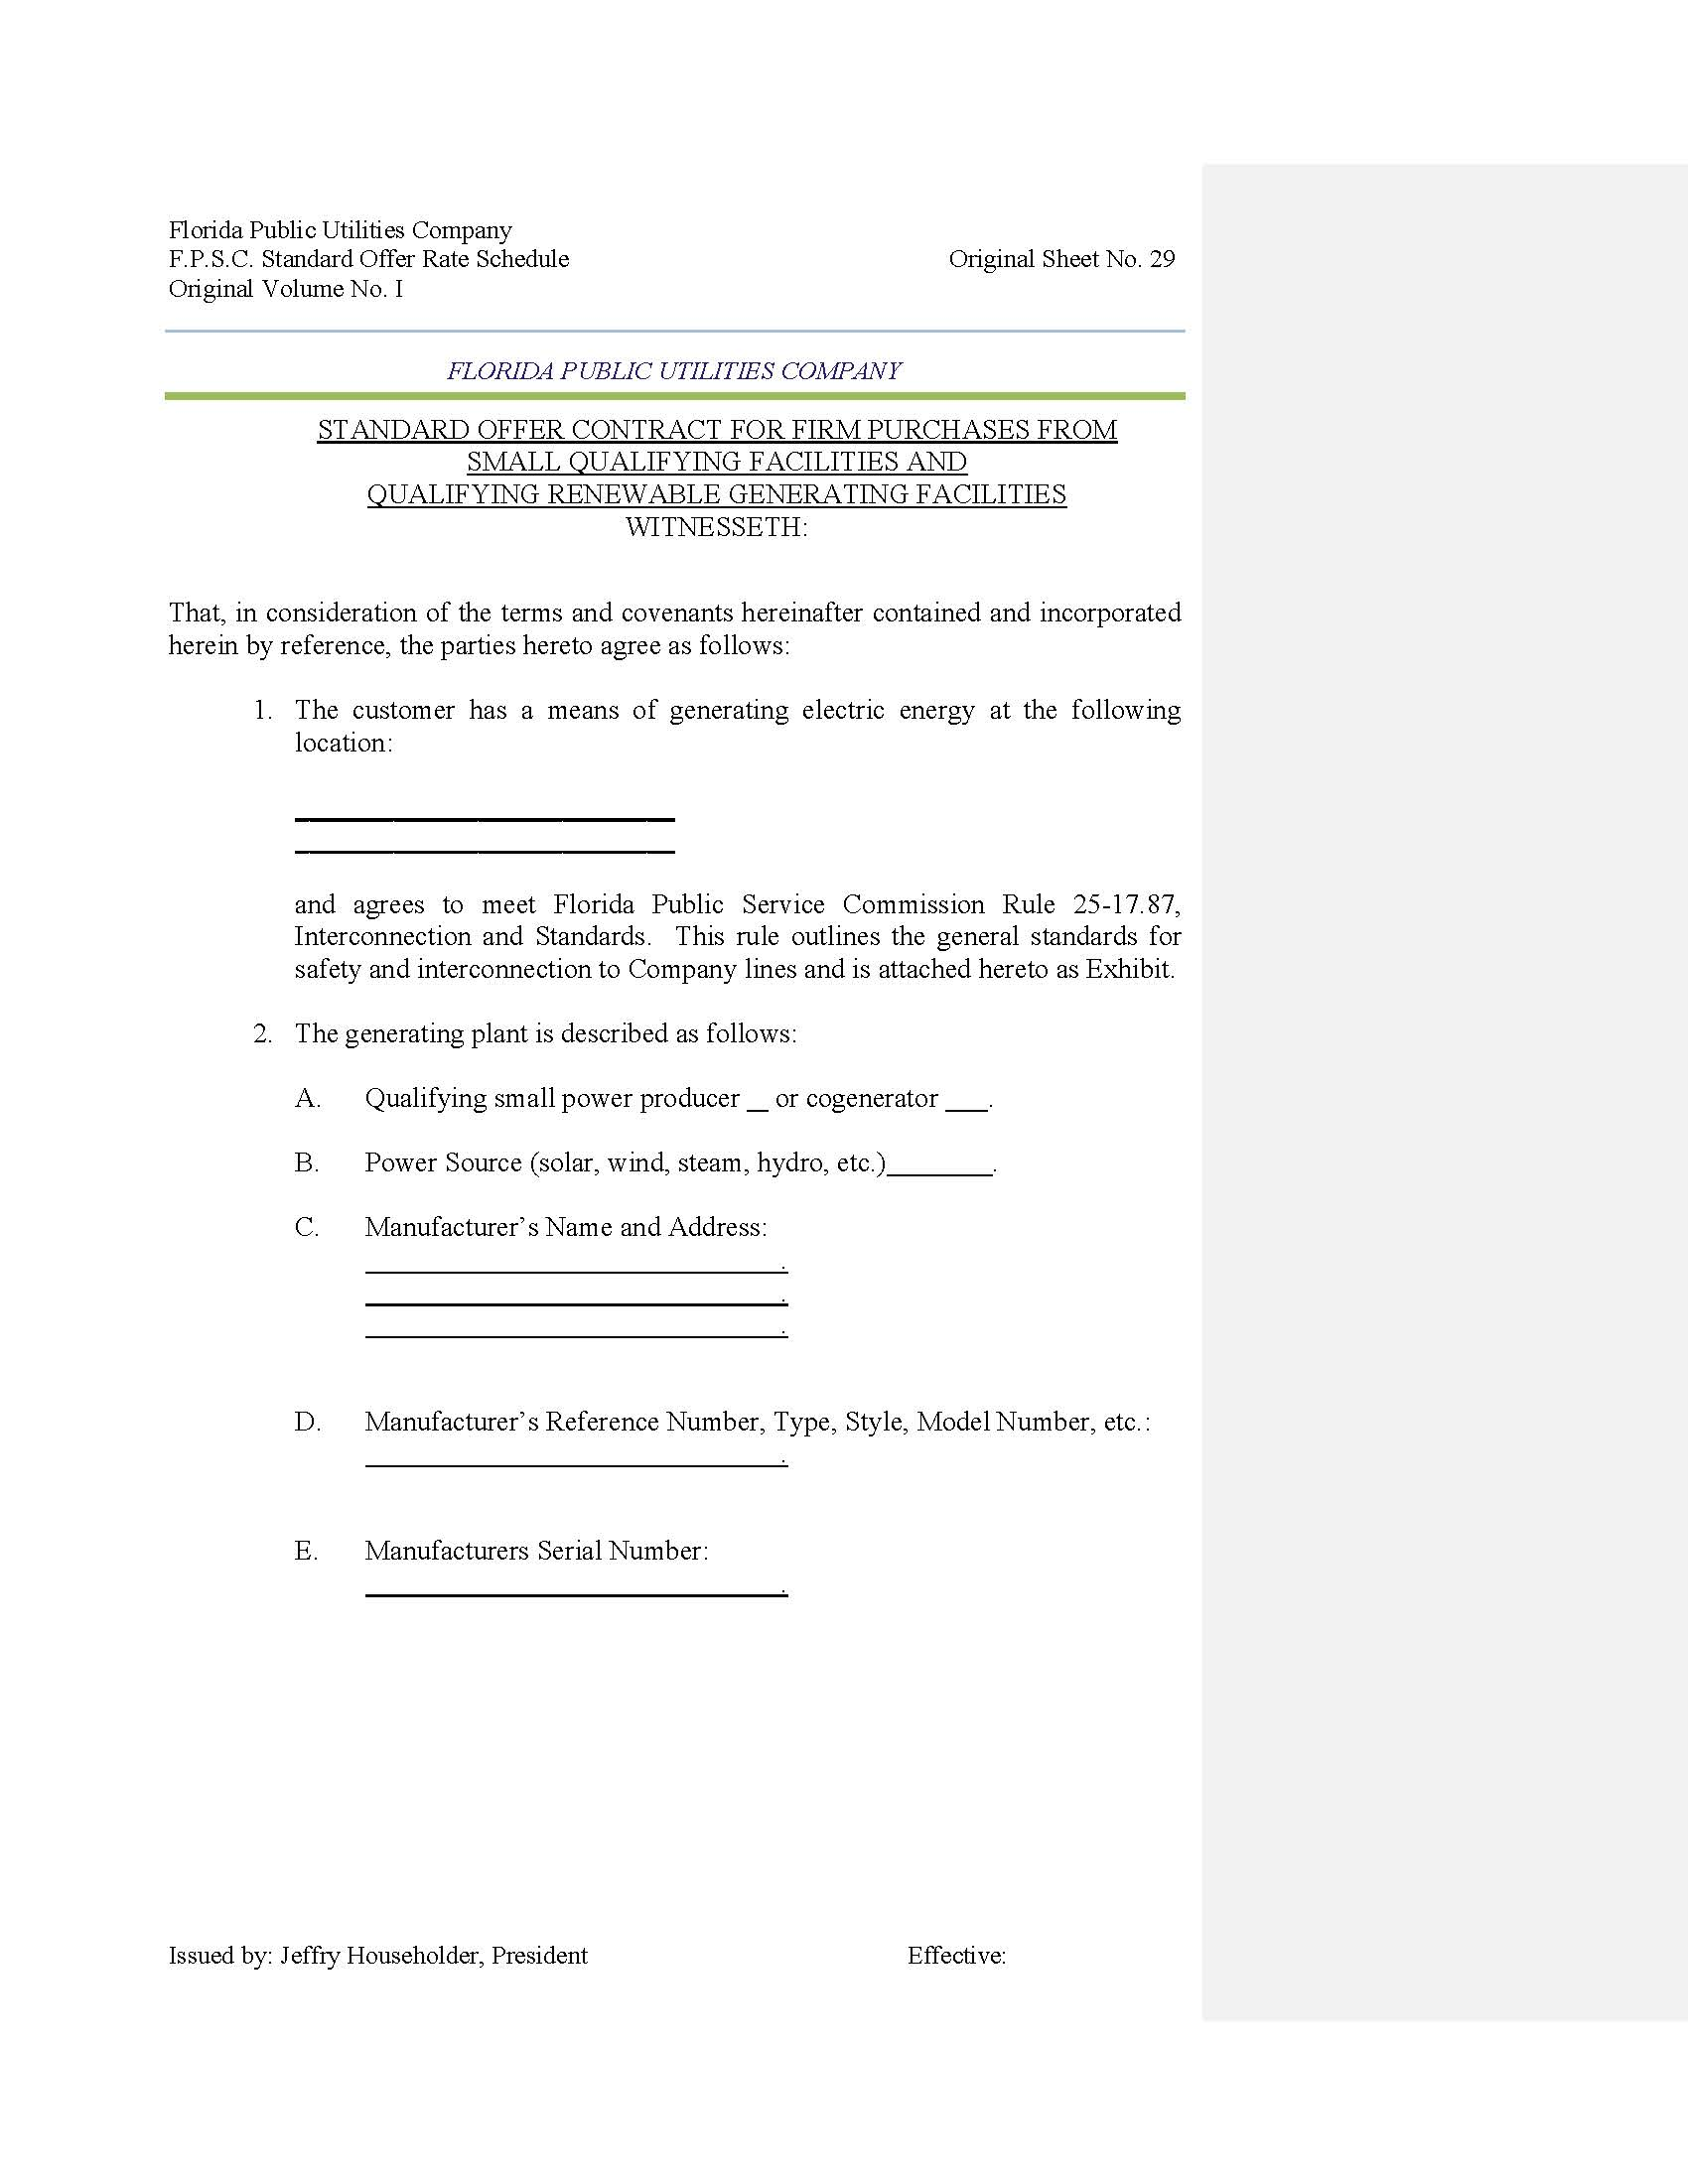 Florida Public Utilities Company
F.P.S.C. Standard Offer Rate Schedule Original Sheet No. 29
Original Volume No. I
FLORIDA PUBLIC UTILITIES COMPANY
STANDARD OFFER CONTRACT FOR FIRM PURCHASES FROM
SMALL QUALIFYING FACILITIES AND
QUALIFYING RENEWABLE GENERATING FACILITIES
WITNESSETH:
That, in consideration of the terms and covenants hereinafter contained and incorporated
herein by reference, the parties hereto agree as follows:
1. The customer has a means of generating electric energy at the following
location:
___________________________
___________________________
and agrees to meet Florida Public Service Commission Rule 25-17.87,
Interconnection and Standards. This rule outlines the general standards for
safety and interconnection to Company lines and is attached hereto as Exhibit.
2. The generating plant is described as follows:
A. Qualifying small power producer __ or cogenerator ___.
B. Power Source (solar, wind, steam, hydro, etc.)________.
C. Manufacturer’s Name and Address:
______________________________.
______________________________.
______________________________.
D. Manufacturer’s Reference Number, Type, Style, Model Number, etc.:
______________________________.
E. Manufacturers Serial Number:
______________________________.
Issued by: Jeffry Householder, President Effective: